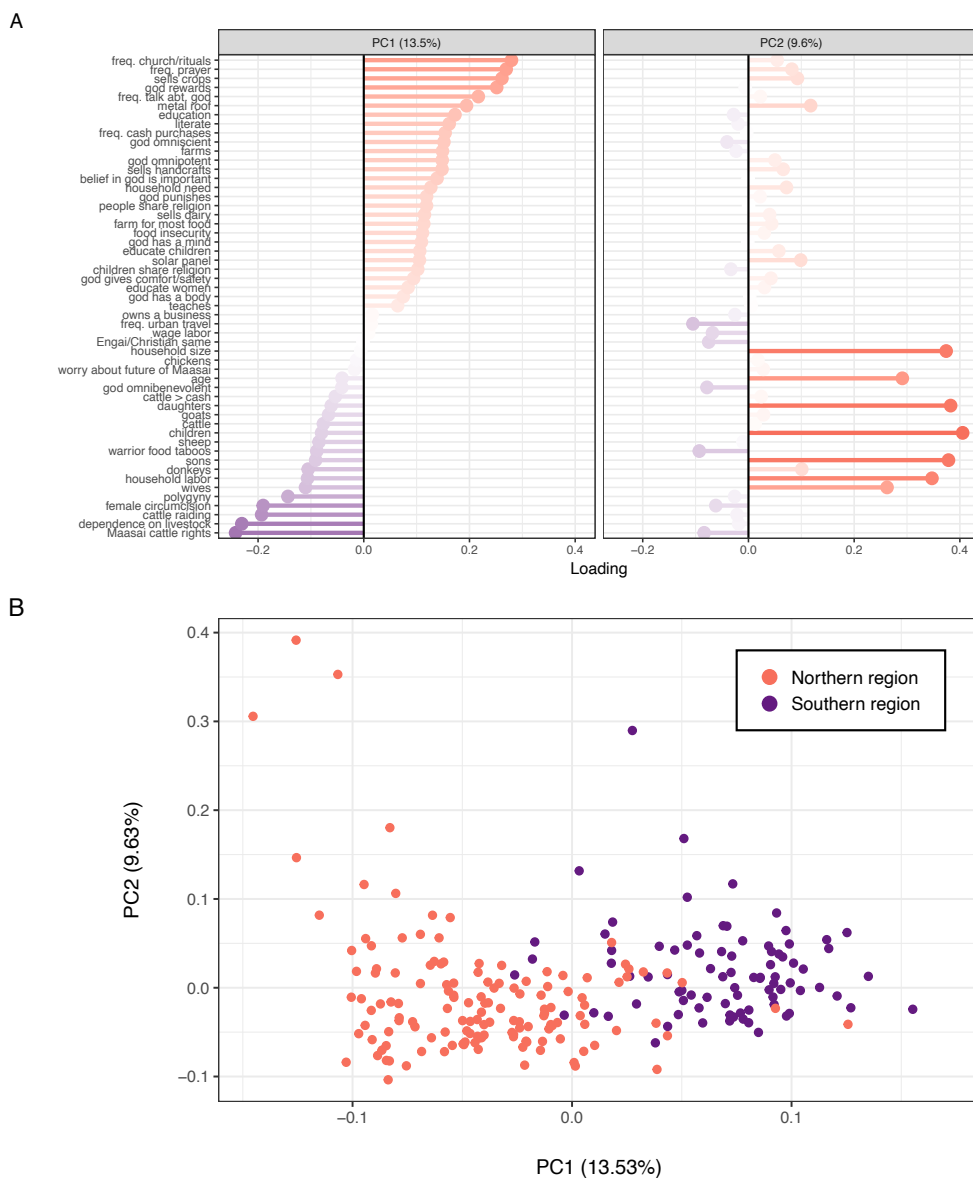 A
PC1 (13.5%)
PC2 (9.6%)
freq. church/rituals
freq. prayer
sells crops
god rewards
freq. talk abt. god
metal roof
education
literate
freq. cash purchases
god omniscient
farms
god omnipotent
sells handcrafts
belief in god is important
household need
god punishes
people share religion
sells dairy
farm for most food
food insecurity
god has a mind
educate children
solar panel
children share religion
god gives comfort/safety
educate women
god has a body
teaches
owns a business
freq. urban travel
wage labor
Engai/Christian same
household size
chickens
worry about future of Maasai
age
god omnibenevolent
cattle > cash
daughters
goats
cattle
children
sheep
warrior food taboos
sons
donkeys
household labor
wives
polygyny
female circumcision
cattle raiding
dependence on livestock
Maasai cattle rights
−0.2 0.0 0.2 0.4 −0.2 0.0 0.2 0.4
Loading
B
0.4
0.3
0.2
0.1
0.0
−0.1
PC2 (9.63%)
Northern region
Southern region
−0.1 0.0 0.1
PC1 (13.53%)